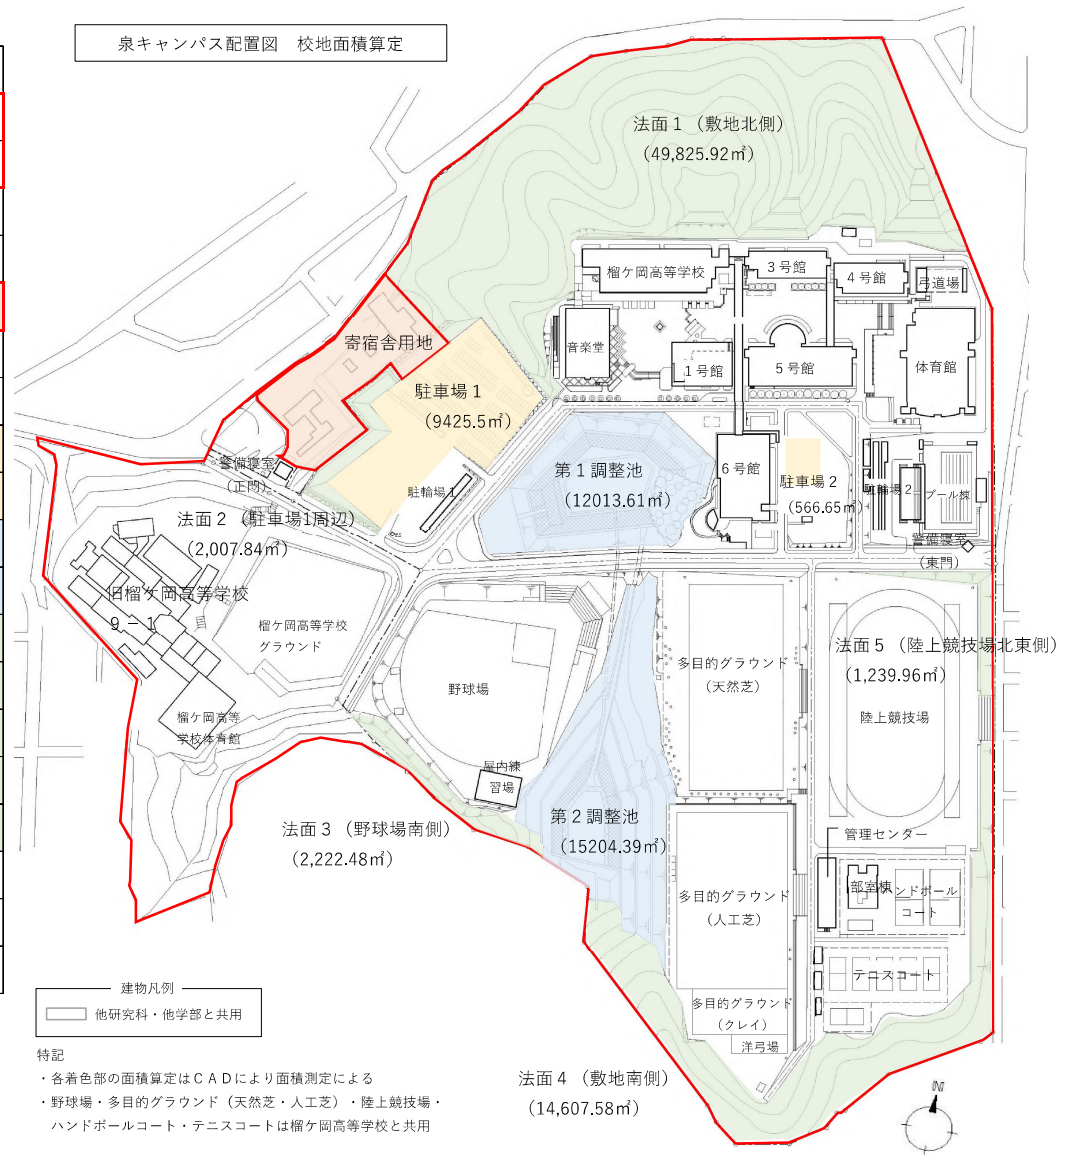 泉キャンパス配置図　校地面積算定
法面１（敷地北側）
（49,825.92㎡）
榴ケ岡高等学校
３号館
４号館
弓道場
音楽堂
１号館
５号館
体育館
寄宿舎用地
駐車場１
（9425.5㎡）
第１調整池
（12013.61㎡）
６号館
駐車場２
（566.65㎡）
駐輪場２
プール棟
警備寝室
（正門）
駐輪場１
警備寝室
（東門）
法面２（駐車場1周辺）
（2,007.84㎡）
旧榴ケ岡高等学校
９－１
榴ケ岡高等学校
グラウンド
野球場
多目的グラウンド
（天然芝）
法面５（陸上競技場北東側）
（1,239.96㎡）
陸上競技場
榴ケ岡高等
学校体育館
屋内練
習場
法面３（野球場南側）
（2,222.48㎡）
第２調整池
（15204.39㎡）
管理センター
多目的グラウンド
（人工芝）
部室棟
ハンドボール
コート
テニスコート
多目的グラウンド
（クレイ）
洋弓場
法面４（敷地南側）
（14,607.58㎡）
建物凡例
他研究科・他学部と共用
特記
・各着色部の面積算定はＣＡＤにより面積測定による
・野球場・多目的グラウンド（天然芝・人工芝）・陸上競技場・
ハンドボールコート・テニスコートは榴ケ岡高等学校と共用
N